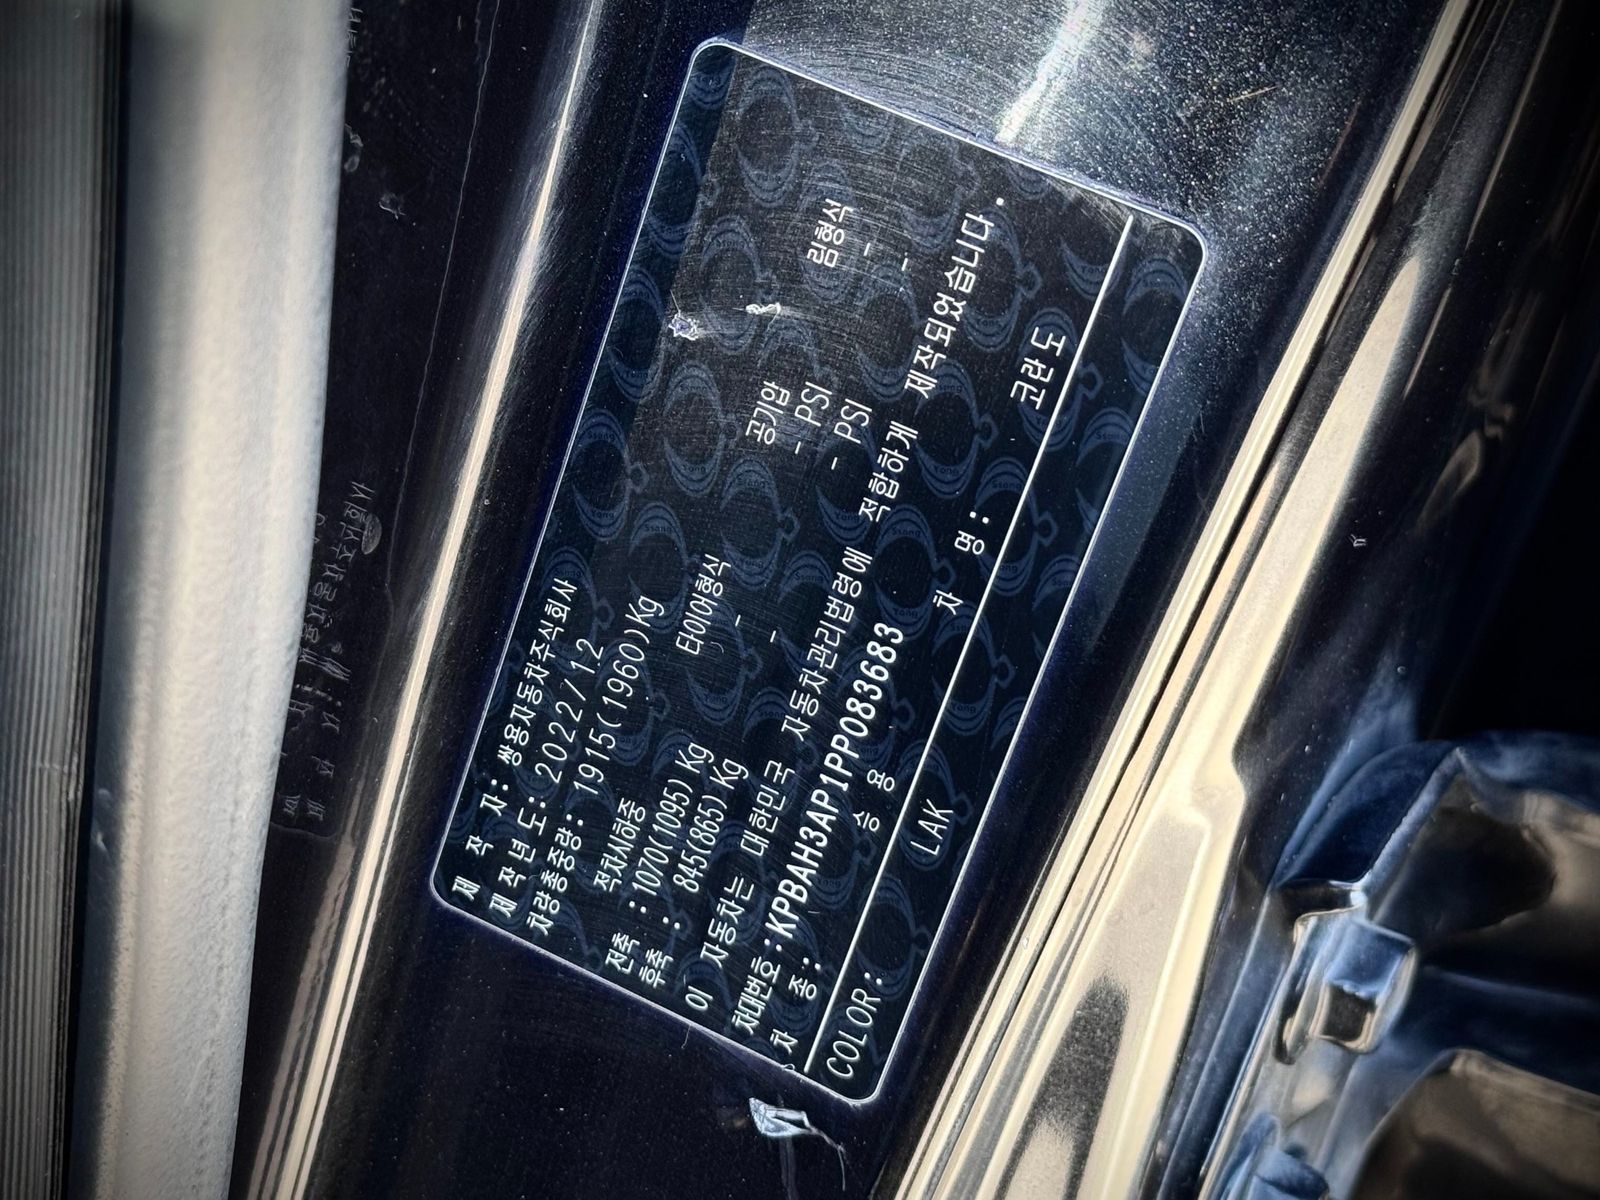 제 작 자: 쌍용자동차주식회사
제 작 년 도: 2022/12
차량총중량: 1915(1960)Kg
적차시하중 타이어형식 공기압 림형식
전축 : 1070(1095) Kg - - PSI -
후축 : 845(865) Kg - - PSI -
이 자동차는 대한민국 자동차관리법령에 적합하게 제작되었습니다.
차대번호: KPBAH3AP1PP083683
차 종: 승 용 차 명: 코란도
COLOR: LAK